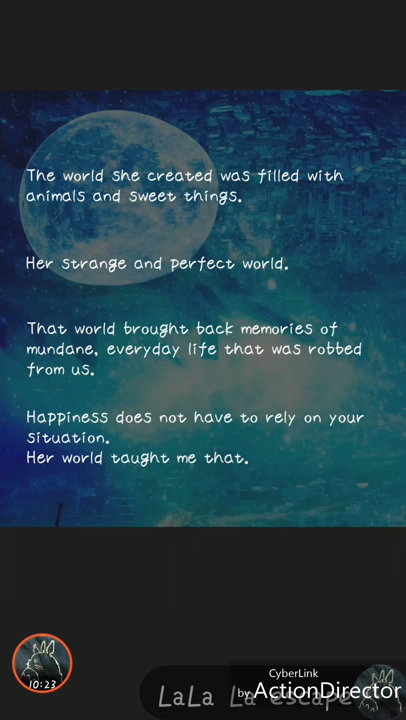 The world she created was filled with
animals and sweet things.
Her strange and perfect world.
That world brought back memories of
mundane, everyday life that was robbed
from us.
Happiness does not have to rely on your
situation.
Her world taught me that.
10:23
CyberLink
by ActionDirector
LaLa La escape